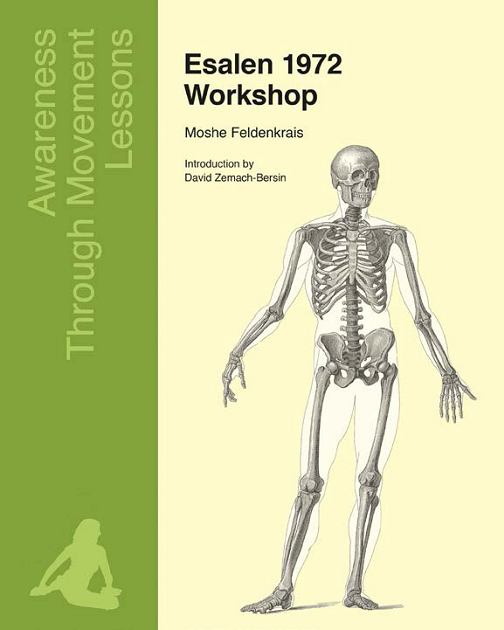 Awareness
Through Movement
Lessons
Esalen 1972
Workshop
Moshe Feldenkrais
Introduction by
David Zemach-Bersin